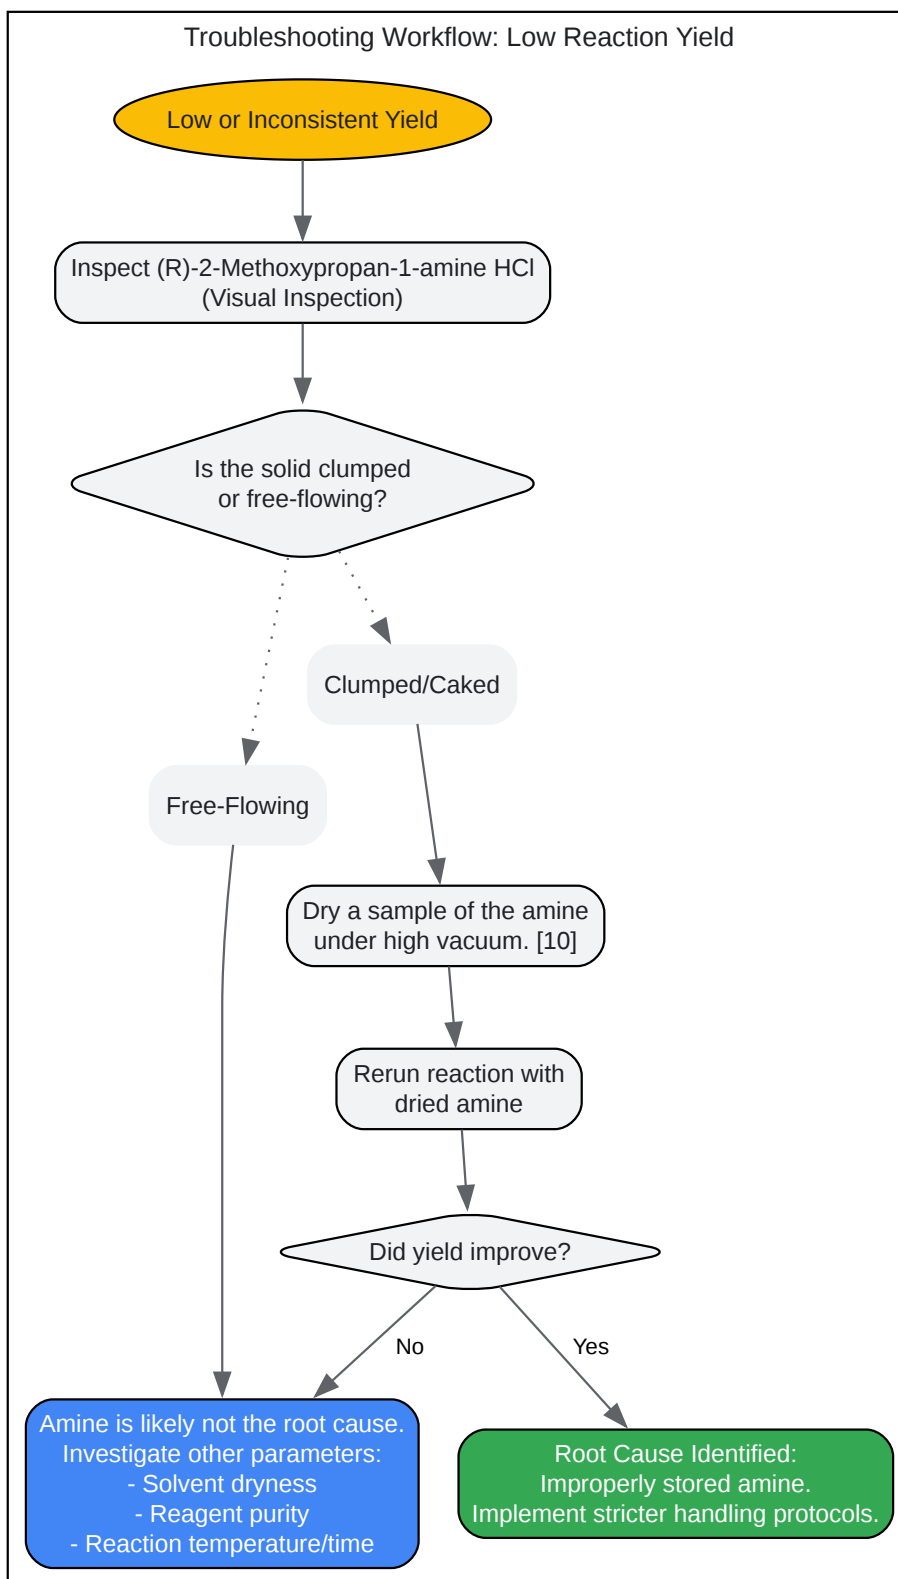 Troubleshooting Workflow: Low Reaction Yield
Low or Inconsistent Yield
Inspect (R)-2-Methoxypropan-1-amine HCl
(Visual Inspection)
Is the solid clumped
or free-flowing?
Clumped/Caked
Free-Flowing
Dry a sample of the amine
under high vacuum. [10]
Rerun reaction with
dried amine
Did yield improve?
No
Yes
Amine is likely not the root cause.
Investigate other parameters:
- Solvent dryness
- Reagent purity
- Reaction temperature/time
Root Cause Identified:
Improperly stored amine.
Implement stricter handling protocols.